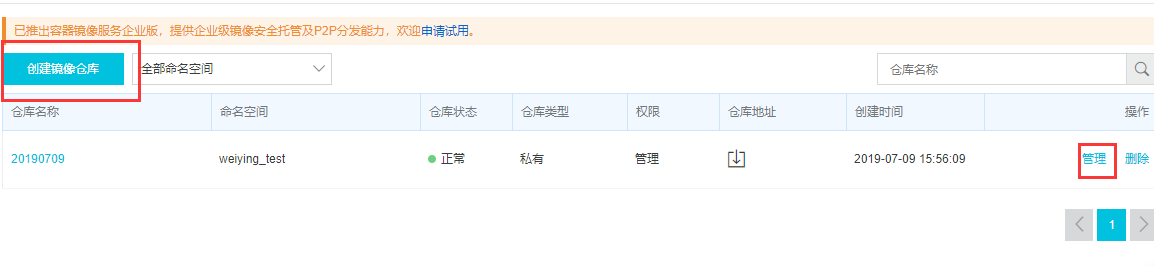 已推出容器镜像服务企业版，提供企业级镜像安全托管及P2P分发能力，欢迎申请试用。
创建镜像仓库 全部命名空间 仓库名称
仓库名称 命名空间 仓库状态 仓库类型 权限 仓库地址 创建时间 操作
20190709 weiying_test 正常 私有 管理 2019-07-09 15:56:09 管理 删除
1